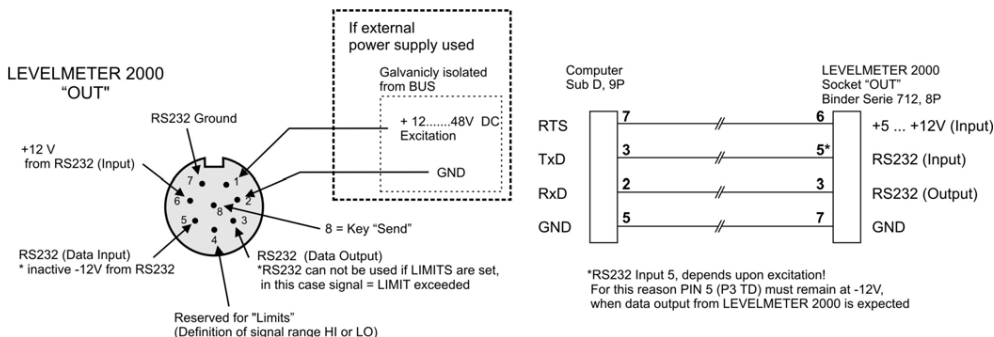 If external
power supply used
Galvanicly isolated
from BUS
+ 12.......48V DC
Excitation
GND
LEVELMETER 2000
“OUT”
RS232 Ground
+12 V
from RS232 (Input)
7
1
6
2
8
5
3
4
8 = Key “Send”
RS232 (Data Input)
* inactive -12V from RS232
RS232 (Data Output)
*RS232 can not be used if LIMITS are set,
in this case signal = LIMIT exceeded
Reserved for "Limits"
(Definition of signal range HI or LO)
Computer
Sub D, 9P
LEVELMETER 2000
Socket “OUT”
Binder Serie 712, 8P
RTS 7 6 +5 ... +12V (Input)
TxD 3 5* RS232 (Input)
RxD 2 3 RS232 (Output)
GND 5 7 GND
*RS232 Input 5, depends upon excitation!
For this reason PIN 5 (P3 TD) must remain at -12V,
when data output from LEVELMETER 2000 is expected